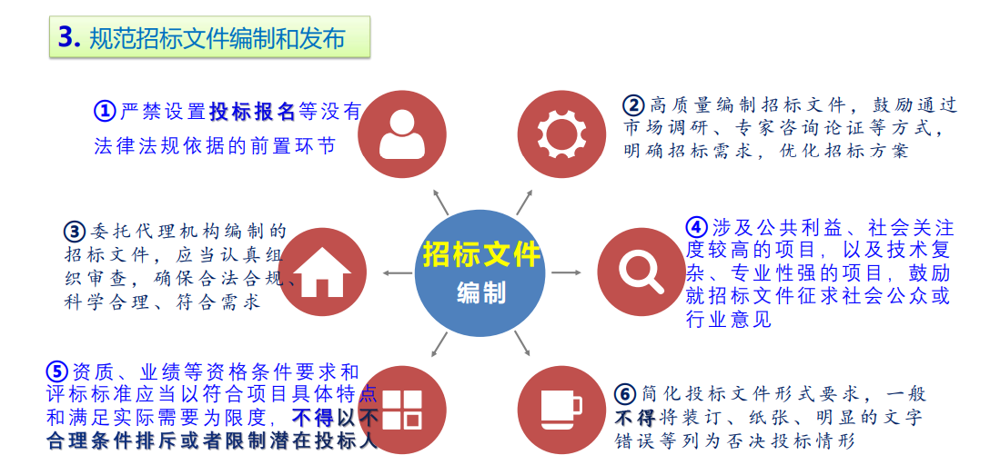 3. 规范招标文件编制和发布
①严禁设置投标报名等没有
法律法规依据的前置环节
②高质量编制招标文件，鼓励通过
市场调研、专家咨询论证等方式，
明确招标需求，优化招标方案
③委托代理机构编制的
招标文件，应当认真组
织审查，确保合法合规、
科学合理、符合需求
招标文件
编制
④涉及公共利益、社会关注
度较高的项目，以及技术复
杂、专业性强的项目，鼓励
就招标文件征求社会公众或
行业意见
⑤资质、业绩等资格条件要求和
评标标准应当以符合项目具体特点
和满足实际需要为限度，不得以不
合理条件排斥或者限制潜在投标人
⑥简化投标文件形式要求，一般
不得将装订、纸张、明显的文字
错误等列为否决投标情形